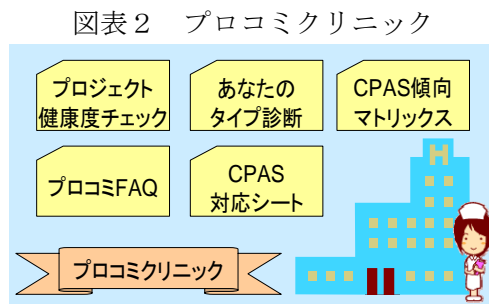 図表2 プロコミクリニック
プロジェクト
健康度チェック
あなたの
タイプ診断
CPAS傾向
マトリックス
プロコミFAQ
CPAS
対応シート
H
プロコミクリニック